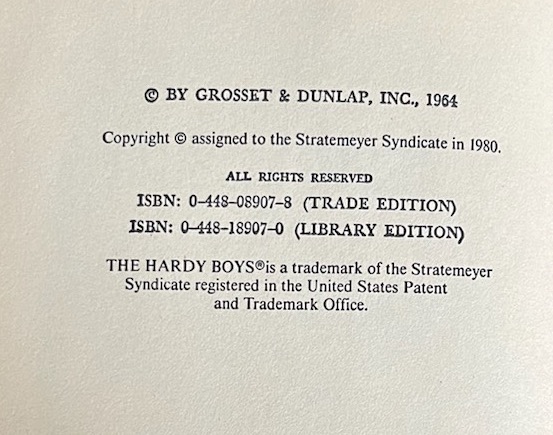 © BY GROSSET & DUNLAP, INC., 1964
Copyright © assigned to the Stratemeyer Syndicate in 1980.
ALL RIGHTS RESERVED
ISBN: 0-448-08907-8 (TRADE EDITION)
ISBN: 0-448-18907-0 (LIBRARY EDITION)
THE HARDY BOYS®is a trademark of the Stratemeyer
Syndicate registered in the United States Patent
and Trademark Office.